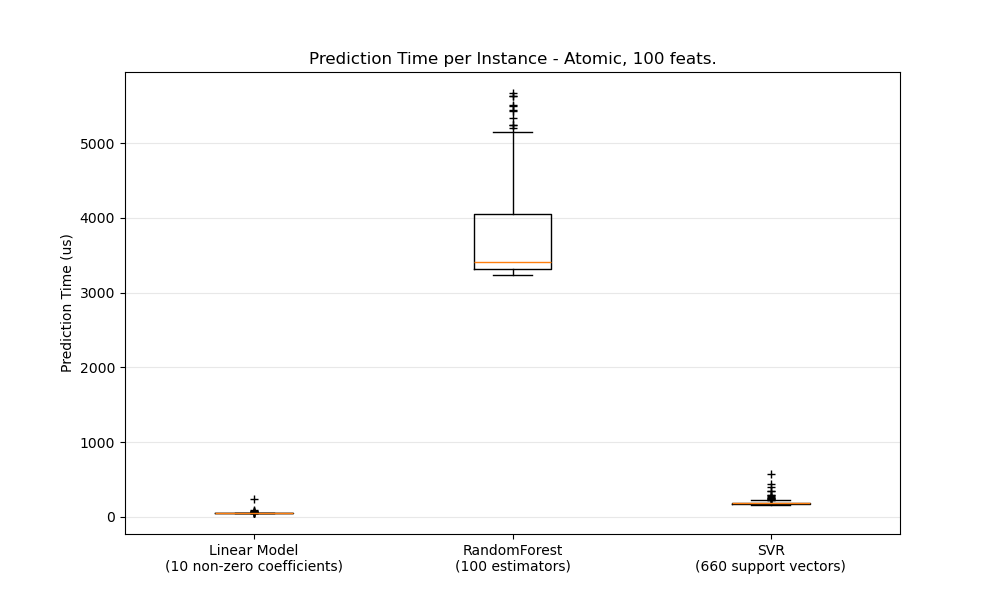 Prediction Time per Instance - Atomic, 100 feats.
Prediction Time (us)
5000
4000
3000
2000
1000
0
Linear Model
(10 non-zero coefficients)
RandomForest
(100 estimators)
SVR
(660 support vectors)